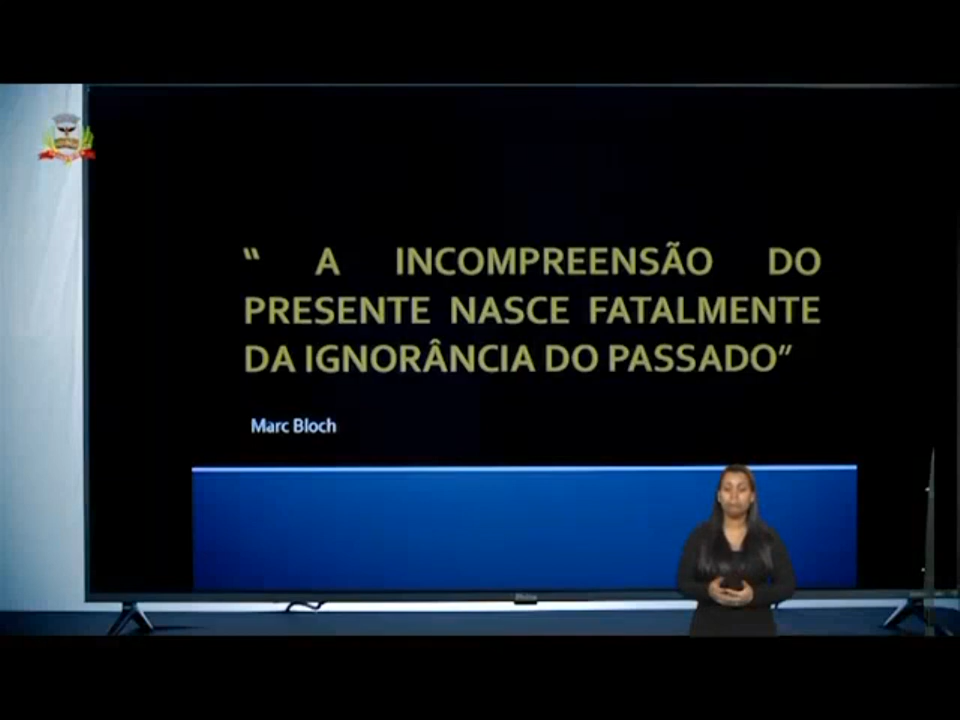 “ A INCOMPREENSÃO DO
PRESENTE NASCE FATALMENTE
DA IGNORÂNCIA DO PASSADO”
Marc Bloch